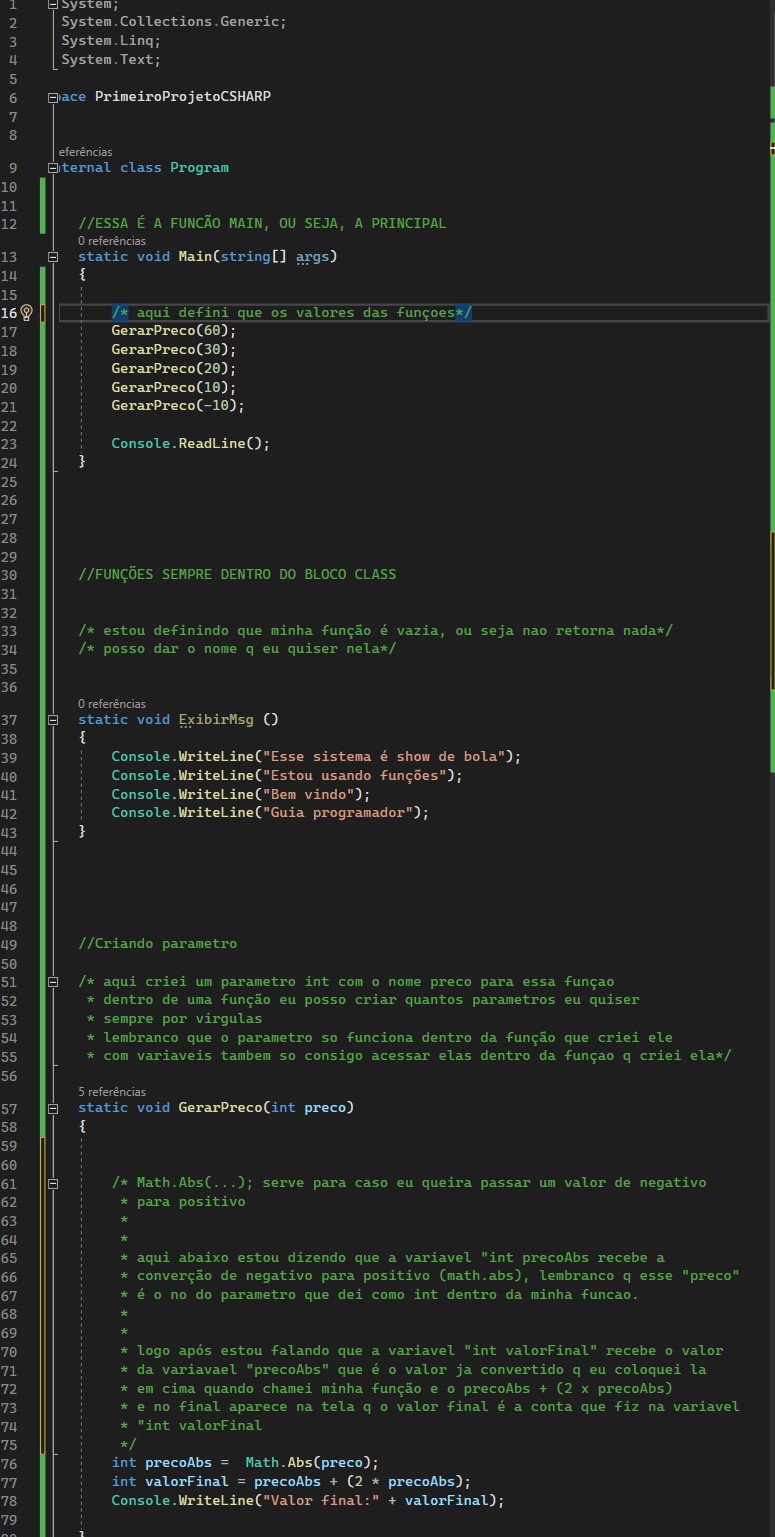 1 System;
2 System.Collections.Generic;
3 System.Linq;
4 System.Text;
5
6 ace PrimeiroProjetoCSHARP
7
8
eferências
9 ternal class Program
10
11
12 //ESSA É A FUNCÃO MAIN, OU SEJA, A PRINCIPAL
0 referências
13 static void Main(string[] args)
14 {
15
16 /* aqui defini que os valores das funçoes*/
17 GerarPreco(60);
18 GerarPreco(30);
19 GerarPreco(20);
20 GerarPreco(10);
21 GerarPreco(-10);
22
23 Console.ReadLine();
24 }
25
26
27
28
29
30 //FUNÇÕES SEMPRE DENTRO DO BLOCO CLASS
31
32
33 /* estou definindo que minha função é vazia, ou seja nao retorna nada*/
34 /* posso dar o nome q eu quiser nela*/
35
36
0 referências
37 static void ExibirMsg ()
38 {
39 Console.WriteLine("Esse sistema é show de bola");
40 Console.WriteLine("Estou usando funções");
41 Console.WriteLine("Bem vindo");
42 Console.WriteLine("Guia programador");
43 }
44
45
46
47
48
49 //Criando parametro
50
51 /* aqui criei um parametro int com o nome preco para essa funçao
52 * dentro de uma função eu posso criar quantos parametros eu quiser
53 * sempre por virgulas
54 * lembranco que o parametro so funciona dentro da função que criei ele
55 * com variaveis tambem so consigo acessar elas dentro da funçao q criei ela*/
56
5 referências
57 static void GerarPreco(int preco)
58 {
59
60
61 /* Math.Abs(...); serve para caso eu queira passar um valor de negativo
62 * para positivo
63 *
64 *
65 * aqui abaixo estou dizendo que a variavel "int precoAbs recebe a
66 * converção de negativo para positivo (math.abs), lembranco q esse "preco"
67 * é o no do parametro que dei como int dentro da minha funcao.
68 *
69 *
70 * logo após estou falando que a variavel "int valorFinal" recebe o valor
71 * da variavael "precoAbs" que é o valor ja convertido q eu coloquei la
72 * em cima quando chamei minha função e o precoAbs + (2 x precoAbs)
73 * e no final aparece na tela q o valor final é a conta que fiz na variavel
74 * "int valorFinal
75 */
76 int precoAbs = Math.Abs(preco);
77 int valorFinal = precoAbs + (2 * precoAbs);
78 Console.WriteLine("Valor final:" + valorFinal);
79
}